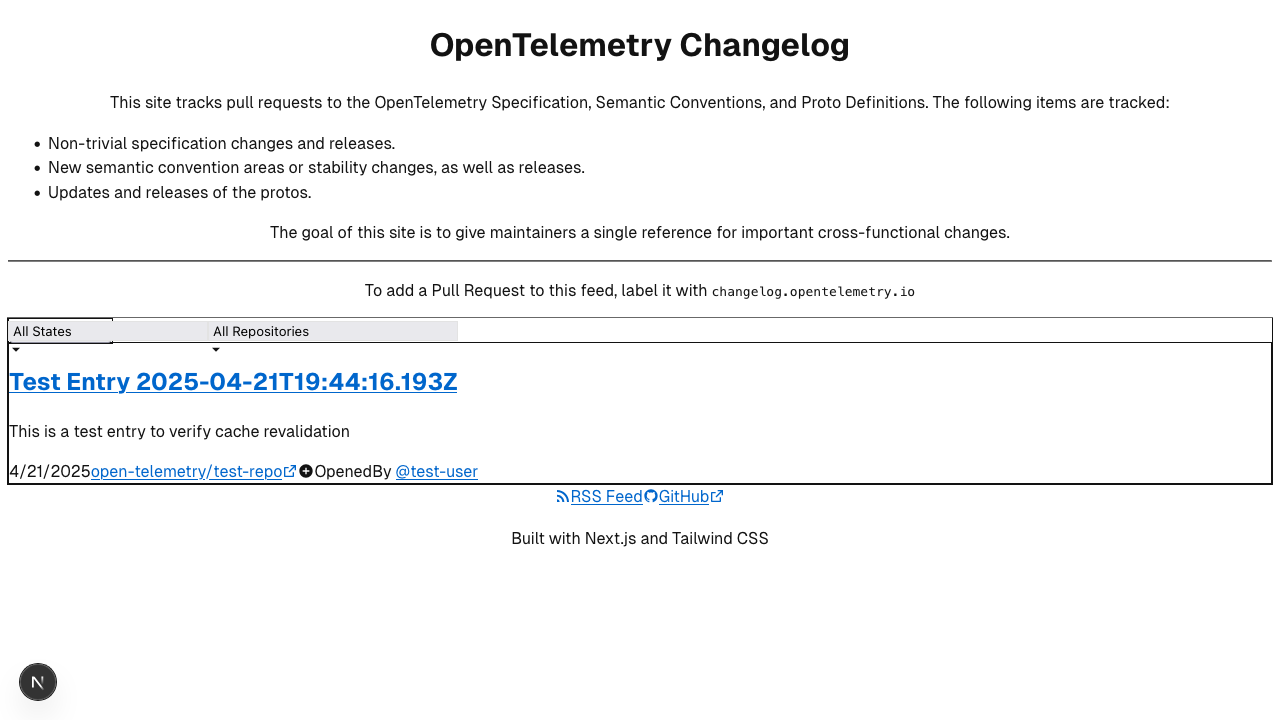 OpenTelemetry Changelog
This site tracks pull requests to the OpenTelemetry Specification, Semantic Conventions, and Proto Definitions. The following items are tracked:
• Non-trivial specification changes and releases.
• New semantic convention areas or stability changes, as well as releases.
• Updates and releases of the protos.
The goal of this site is to give maintainers a single reference for important cross-functional changes.
To add a Pull Request to this feed, label it with changelog.opentelemetry.io
All States All Repositories
Test Entry 2025-04-21T19:44:16.193Z
This is a test entry to verify cache revalidation
4/21/2025open-telemetry/test-repo OpenedBy @test-user
RSS Feed GitHub
Built with Next.js and Tailwind CSS
N